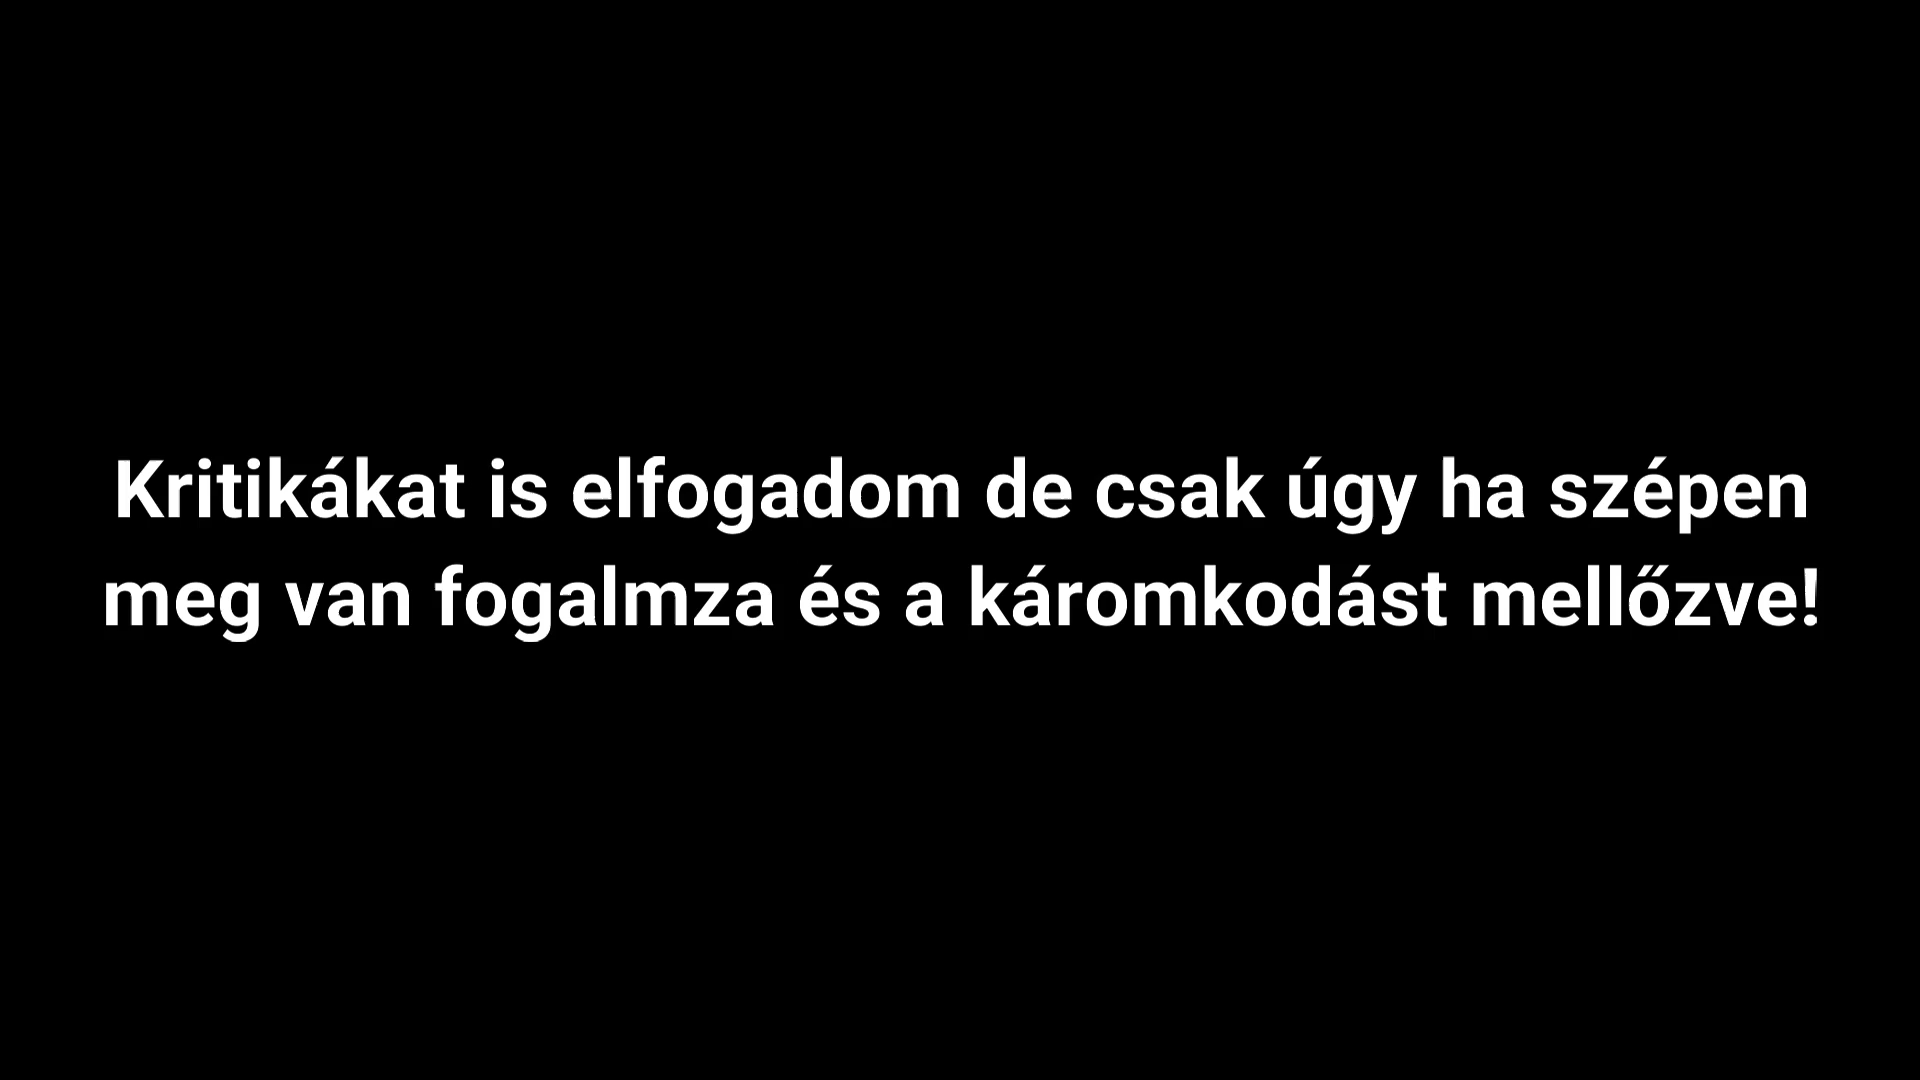 Kritikákat is elfogadom de csak úgy ha szépen
meg van fogalmza és a káromkodást mellőzve!